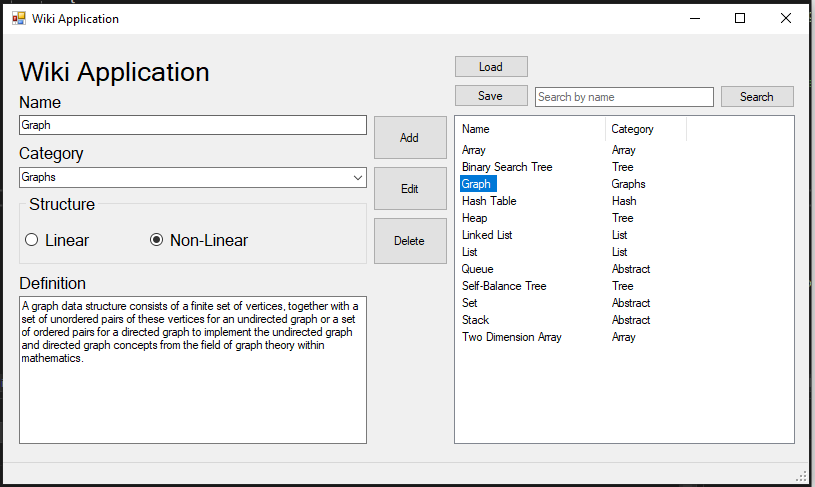 Wiki Application
Wiki Application
Name
Graph
Category
Graphs
Structure
Linear
Non-Linear
Definition
A graph data structure consists of a finite set of vertices, together with a
set of unordered pairs of these vertices for an undirected graph or a set
of ordered pairs for a directed graph to implement the undirected graph
and directed graph concepts from the field of graph theory within
mathematics.
Add
Edit
Delete
Load
Save
Search by name
Search
Name Category
Array Array
Binary Search Tree Tree
Graph Graphs
Hash Table Hash
Heap Tree
Linked List List
List List
Queue Abstract
Self-Balance Tree Tree
Set Abstract
Stack Abstract
Two Dimension Array Array